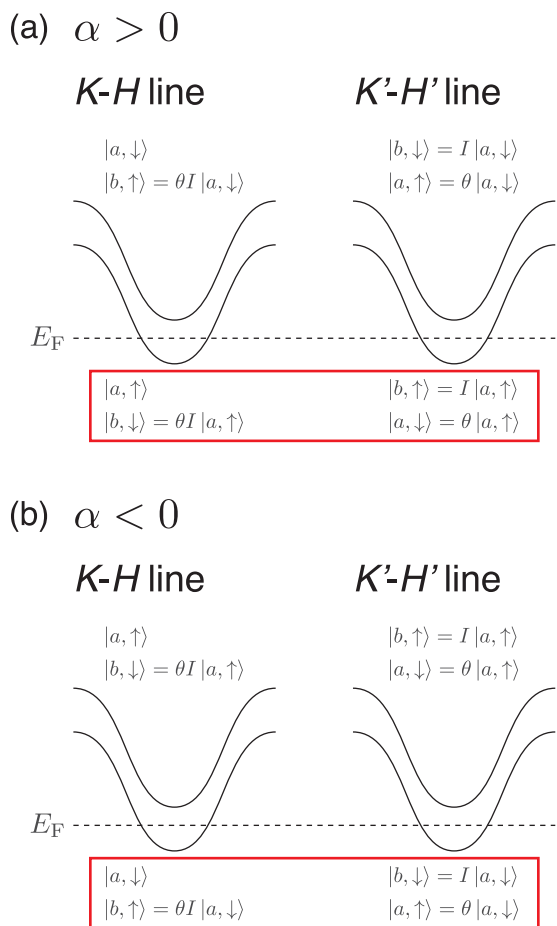 (a) α > 0
K-H line K'-H' line
|a,↓⟩ |b,↓⟩ = I |a,↓⟩
|b,↑⟩ = θI |a,↓⟩ |a,↑⟩ = θ |a,↓⟩
E_F
|a,↑⟩ |b,↑⟩ = I |a,↑⟩
|b,↓⟩ = θI |a,↑⟩ |a,↓⟩ = θ |a,↑⟩
(b) α < 0
K-H line K'-H' line
|a,↑⟩ |b,↑⟩ = I |a,↑⟩
|b,↓⟩ = θI |a,↑⟩ |a,↓⟩ = θ |a,↑⟩
E_F
|a,↓⟩ |b,↓⟩ = I |a,↓⟩
|b,↑⟩ = θI |a,↓⟩ |a,↑⟩ = θ |a,↓⟩